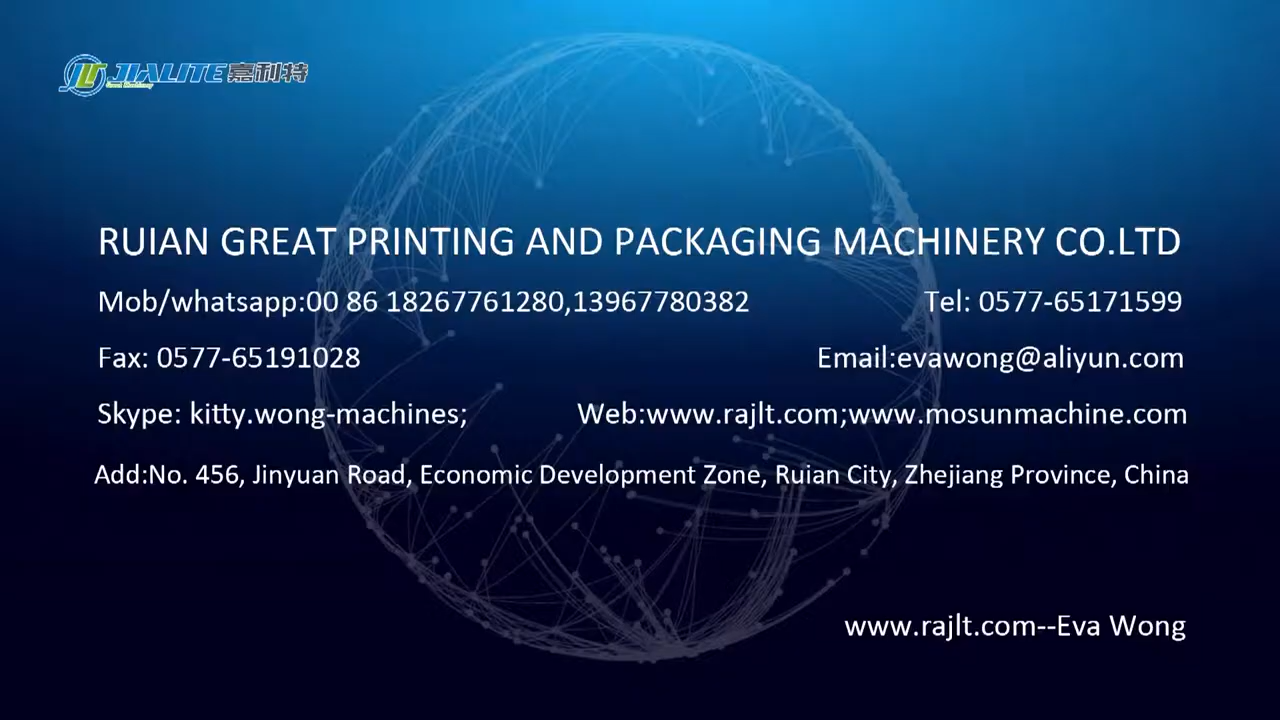 JIALITE嘉利特
Great Machinery
RUIAN GREAT PRINTING AND PACKAGING MACHINERY CO.LTD
Mob/whatsapp:00 86 18267761280,13967780382 Tel: 0577-65171599
Fax: 0577-65191028 Email:evawong@aliyun.com
Skype: kitty.wong-machines; Web:www.rajlt.com;www.mosunmachine.com
Add:No. 456, Jinyuan Road, Economic Development Zone, Ruian City, Zhejiang Province, China
www.rajlt.com--Eva Wong